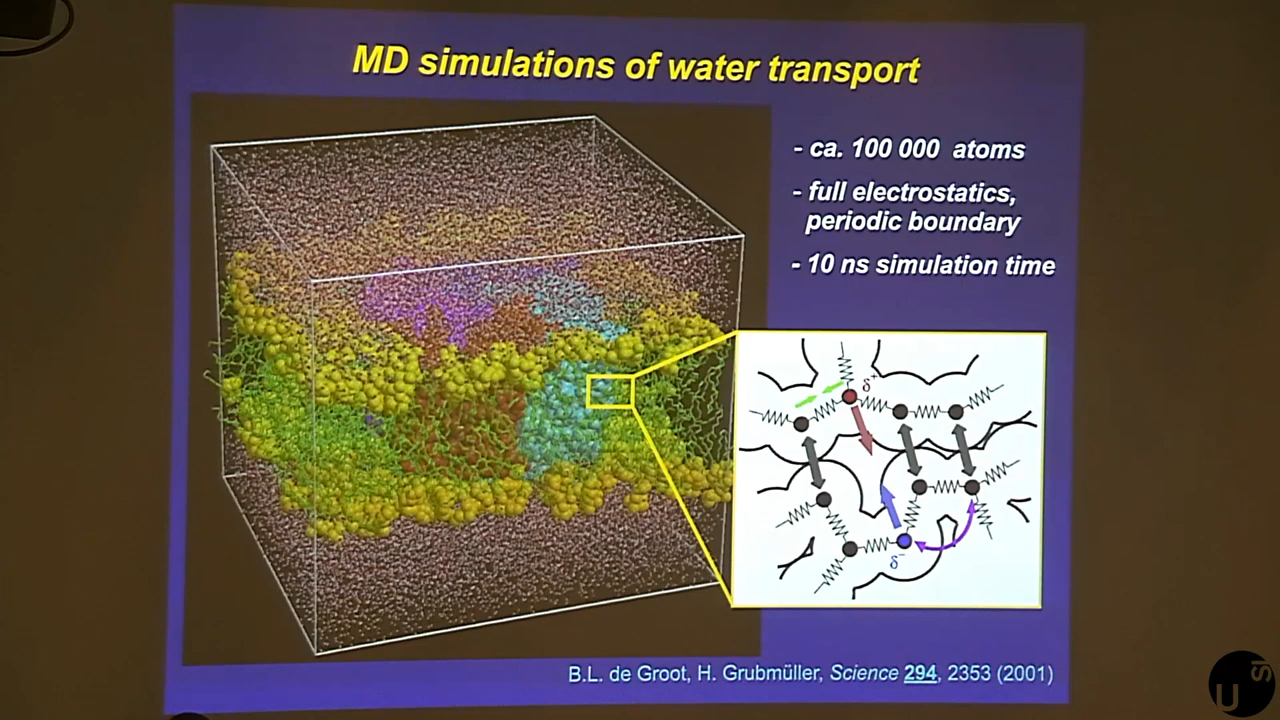 MD simulations of water transport
- ca. 100 000 atoms
- full electrostatics,
periodic boundary
- 10 ns simulation time
δ+
δ-
B.L. de Groot, H. Grubmüller, Science 294, 2353 (2001)
U
SI